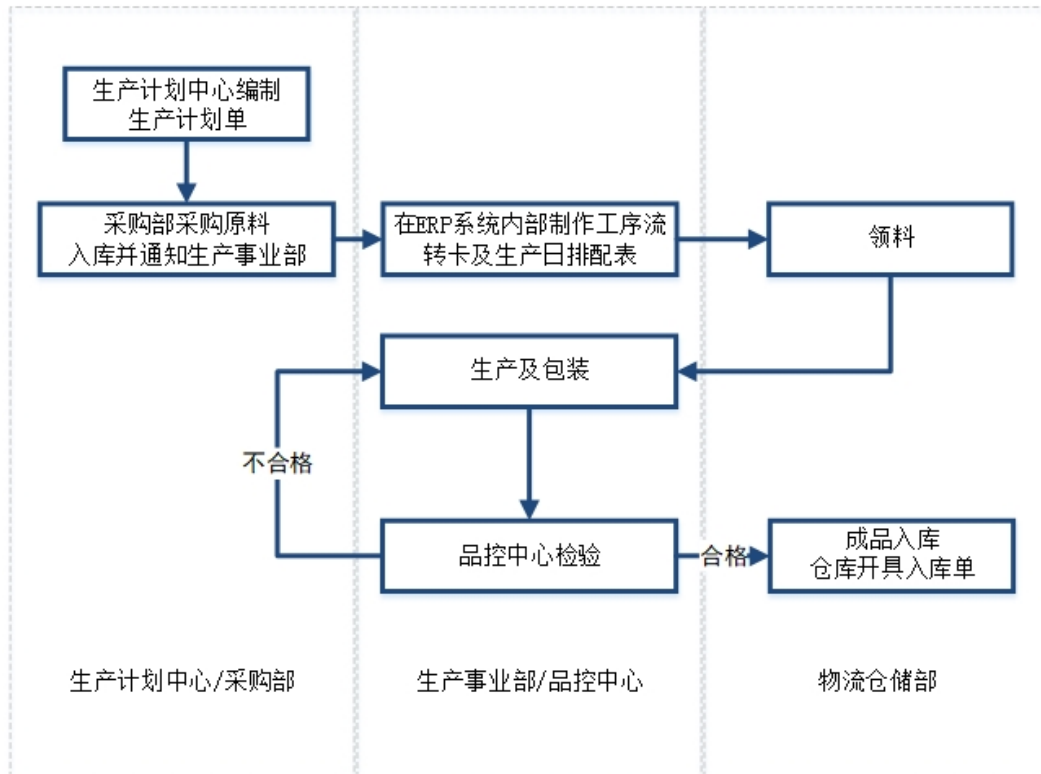 生产计划中心编制
生产计划单
采购部采购原料
入库并通知生产事业部
在ERP系统内部制作工序流
转卡及生产日排配表
领料
生产及包装
不合格
品控中心检验
合格
成品入库
仓库开具入库单
生产计划中心/采购部
生产事业部/品控中心
物流仓储部